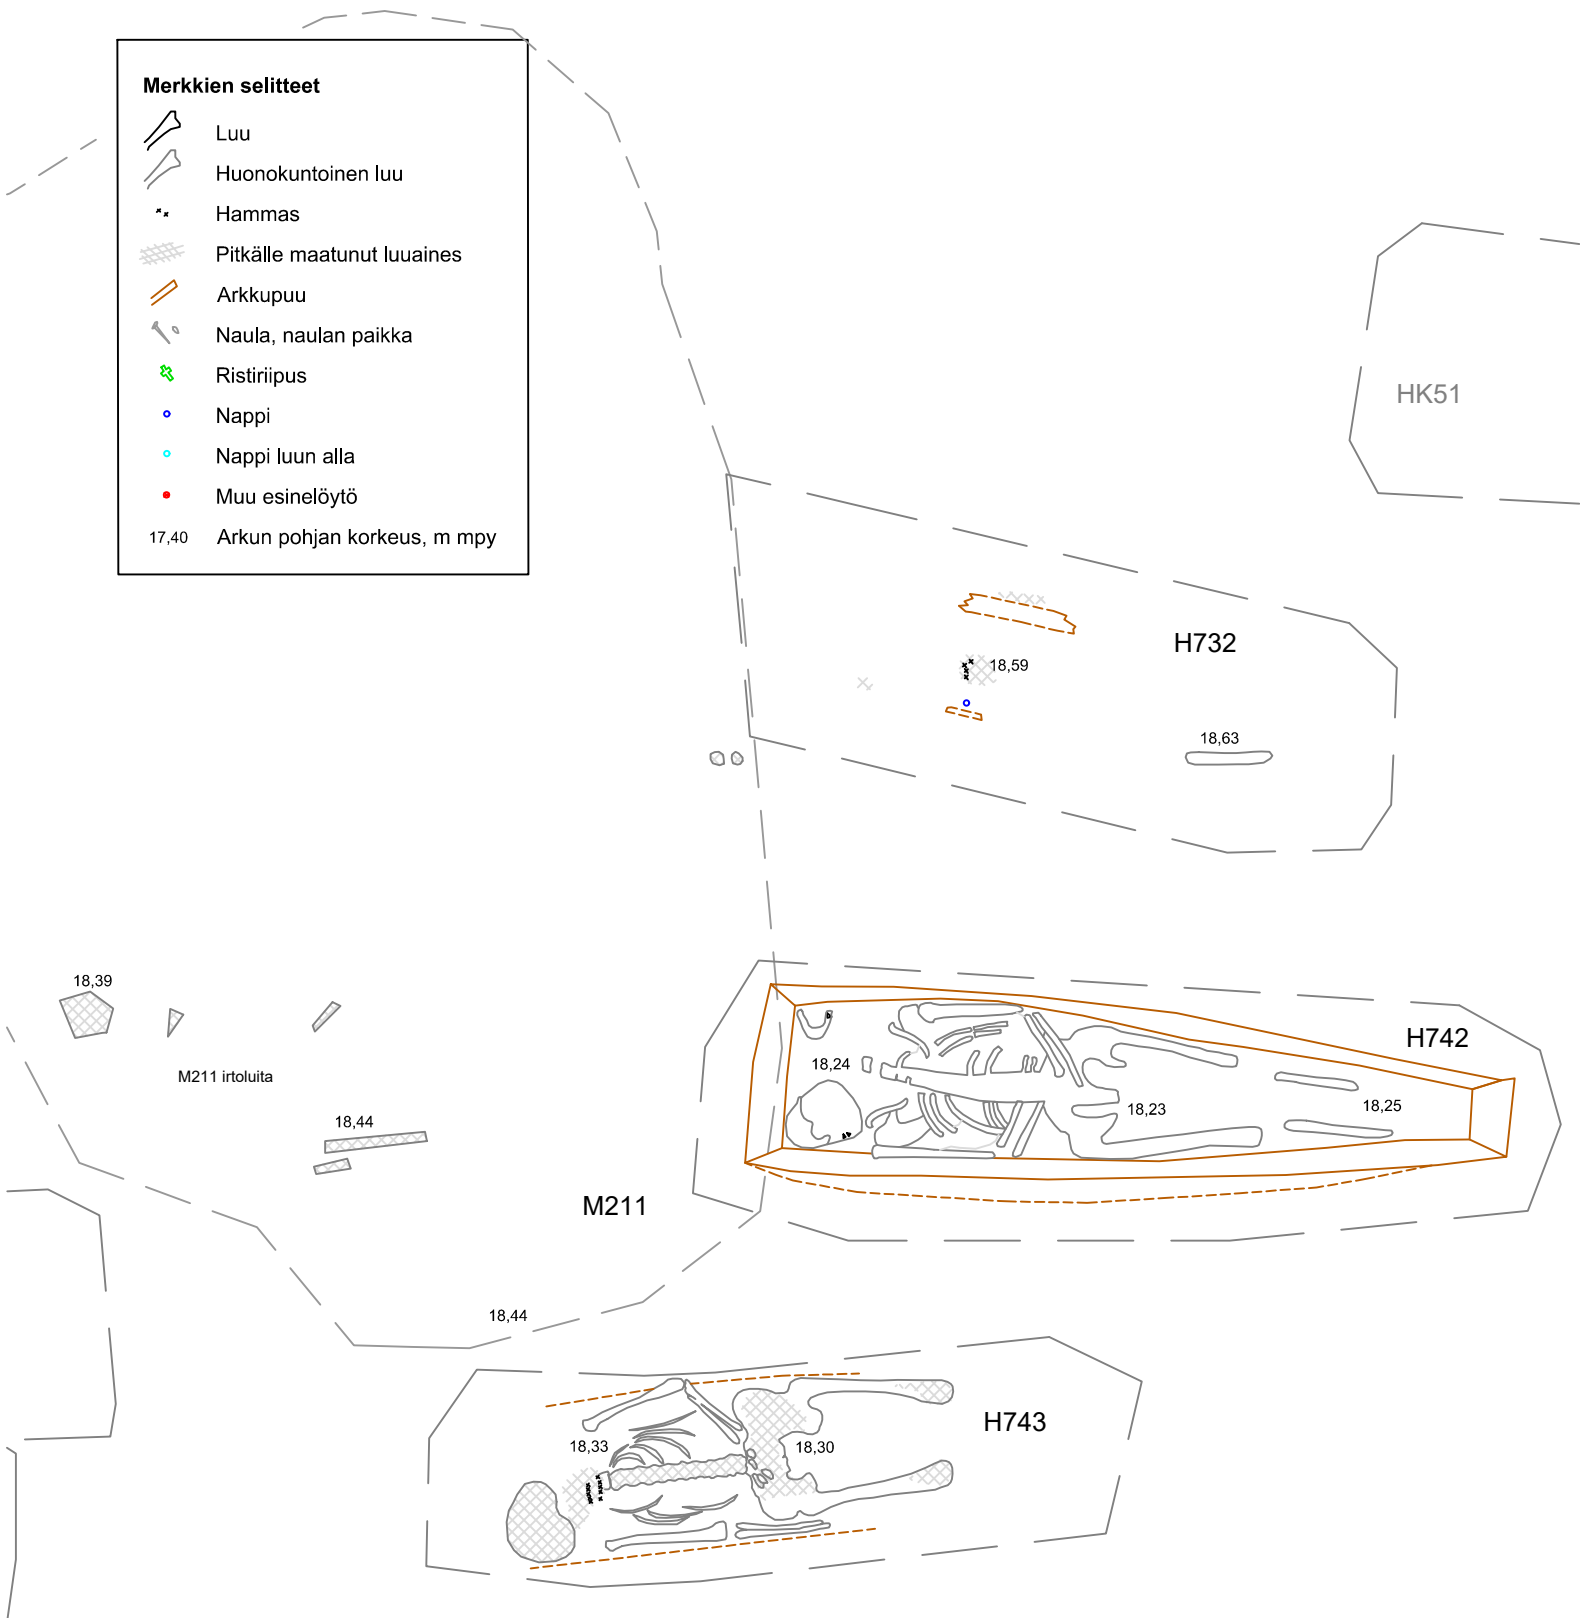 Merkkien selitteet
Luu
Huonokuntoinen luu
Hammas
Pitkälle maatunut luuaines
Arkkupuu
Naula, naulan paikka
Ristiriipus
Nappi
Nappi luun alla
Muu esinelöytö
17,40 Arkun pohjan korkeus, m mpy
HK51
H732
18,59
18,63
18,39
M211 irtoluita
18,44
H742
18,24
18,23
18,25
M211
18,44
H743
18,33
18,30